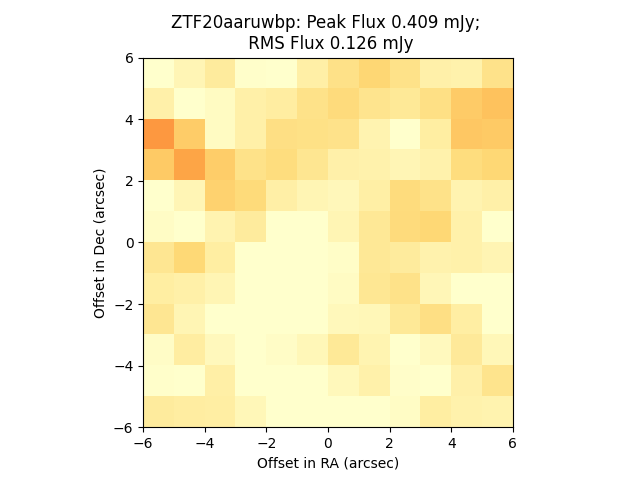 ZTF20aaruwbp: Peak Flux 0.409 mJy;
RMS Flux 0.126 mJy
6
4
2
0
−2
−4
−6
Offset in Dec (arcsec)
−6 −4 −2 0 2 4 6
Offset in RA (arcsec)